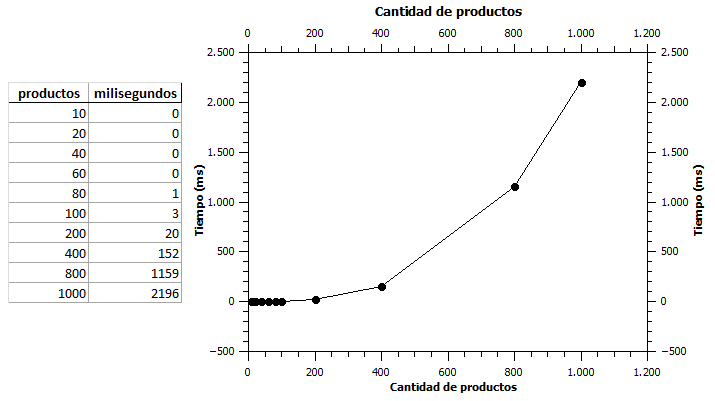 productos milisegundos
10 0
20 0
40 0
60 0
80 1
100 3
200 20
400 152
800 1159
1000 2196
Cantidad de productos
0 200 400 600 800 1.000 1.200
2.500 2.500
2.000 2.000
1.500 1.500
1.000 1.000
500 500
0 0
−500 −500
Tiempo (ms)
Tiempo (ms)
0 200 400 600 800 1.000 1.200
Cantidad de productos